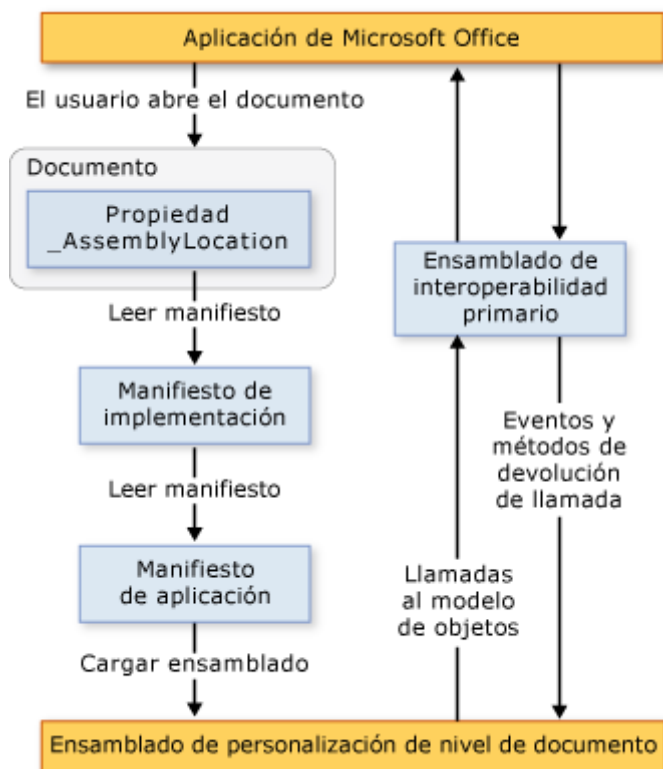 Aplicación de Microsoft Office
El usuario abre el documento
Documento
Propiedad
_AssemblyLocation
Leer manifiesto
Manifiesto de
implementación
Leer manifiesto
Manifiesto
de aplicación
Cargar ensamblado
Ensamblado de
interoperabilidad
primario
Eventos y
métodos de
devolución
de llamada
Llamadas
al modelo
de objetos
Ensamblado de personalización de nivel de documento